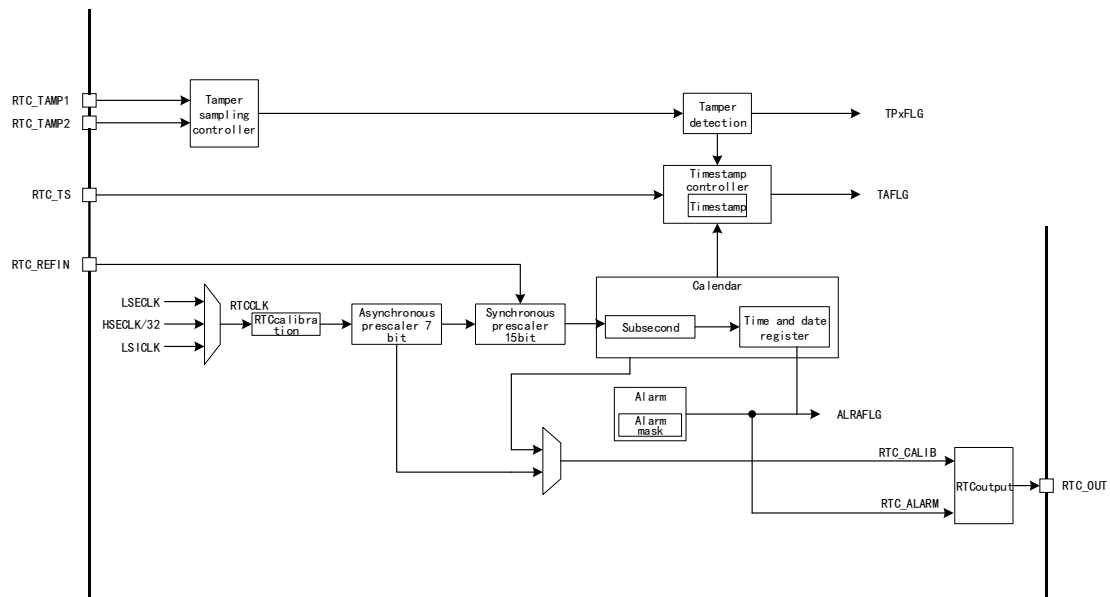 RTC_TAMP1
RTC_TAMP2
Tamper
sampling
controller
Tamper
detection
TPxFLG
RTC_TS
Timestamp
controller
Timestamp
TAFLG
RTC_REFIN
Calendar
LSECLK
HSECLK/32
LSICLK
RTCCLK
RTCcalibra
tion
Asynchronous
prescaler 7
bit
Synchronous
prescaler
15bit
Subsecond
Time and date
register
Alarm
Alarm
mask
ALRAFLG
RTC_CALIB
RTC_ALARM
RTCoutput
RTC_OUT